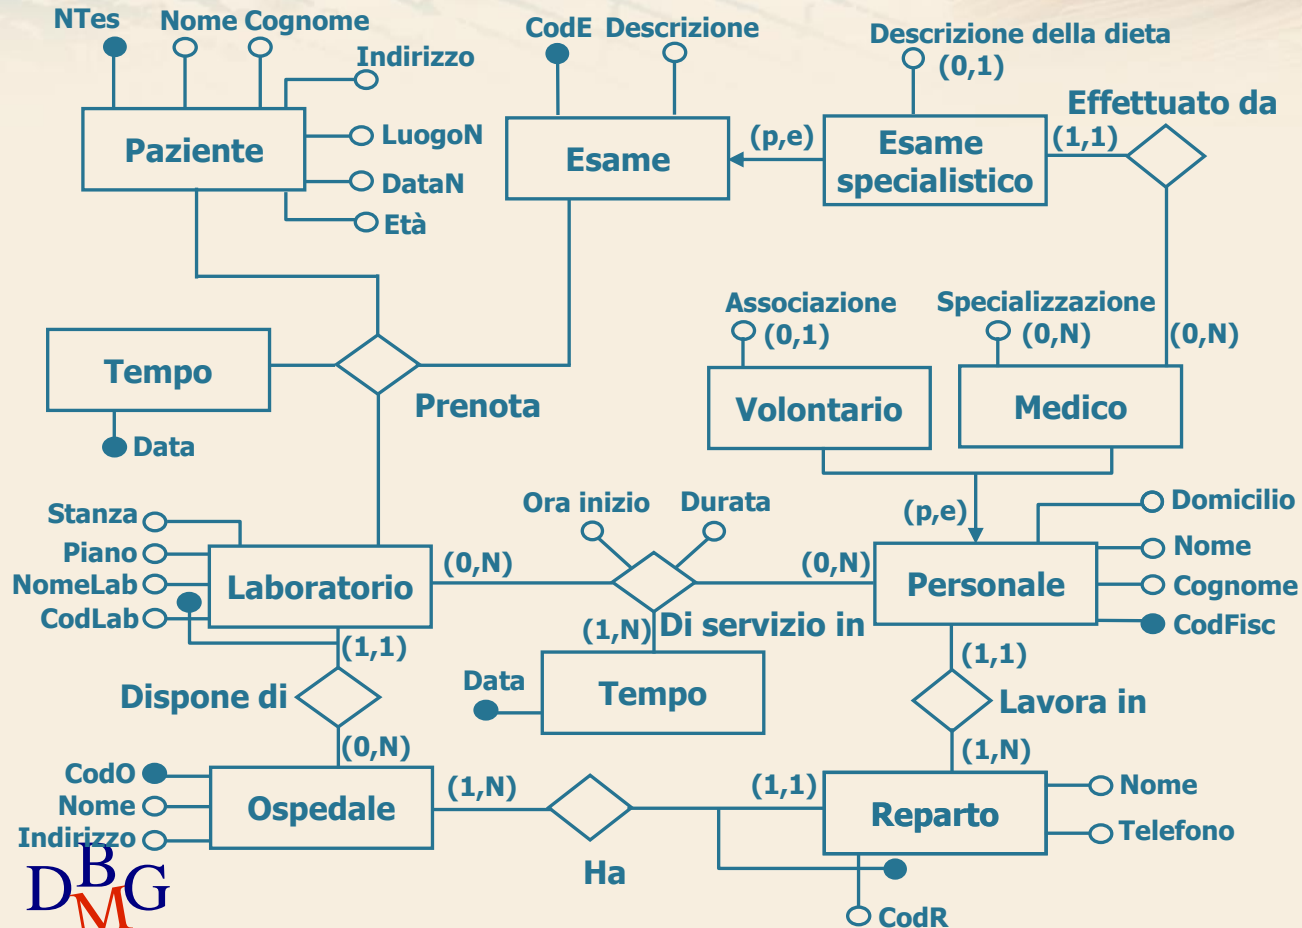 NTes Nome Cognome
CodE Descrizione
Descrizione della dieta
(0,1)
Indirizzo
Effettuato da
Paziente
LuogoN
DataN
Età
Esame
(p,e)
Esame
specialistico
(1,1)
Associazione
(0,1)
Specializzazione
(0,N)
(0,N)
Tempo
Prenota
Volontario
Medico
Data
Stanza
Piano
NomeLab
CodLab
Laboratorio
(0,N)
Ora inizio
Durata
(0,N)
(p,e)
Personale
Domicilio
Nome
Cognome
CodFisc
(1,1)
(1,N)
Di servizio in
(1,1)
Dispone di
Data
Tempo
Lavora in
(0,N)
(1,N)
CodO
Nome
Indirizzo
Ospedale
(1,N)
Ha
(1,1)
Reparto
Nome
Telefono
CodR
DBMG